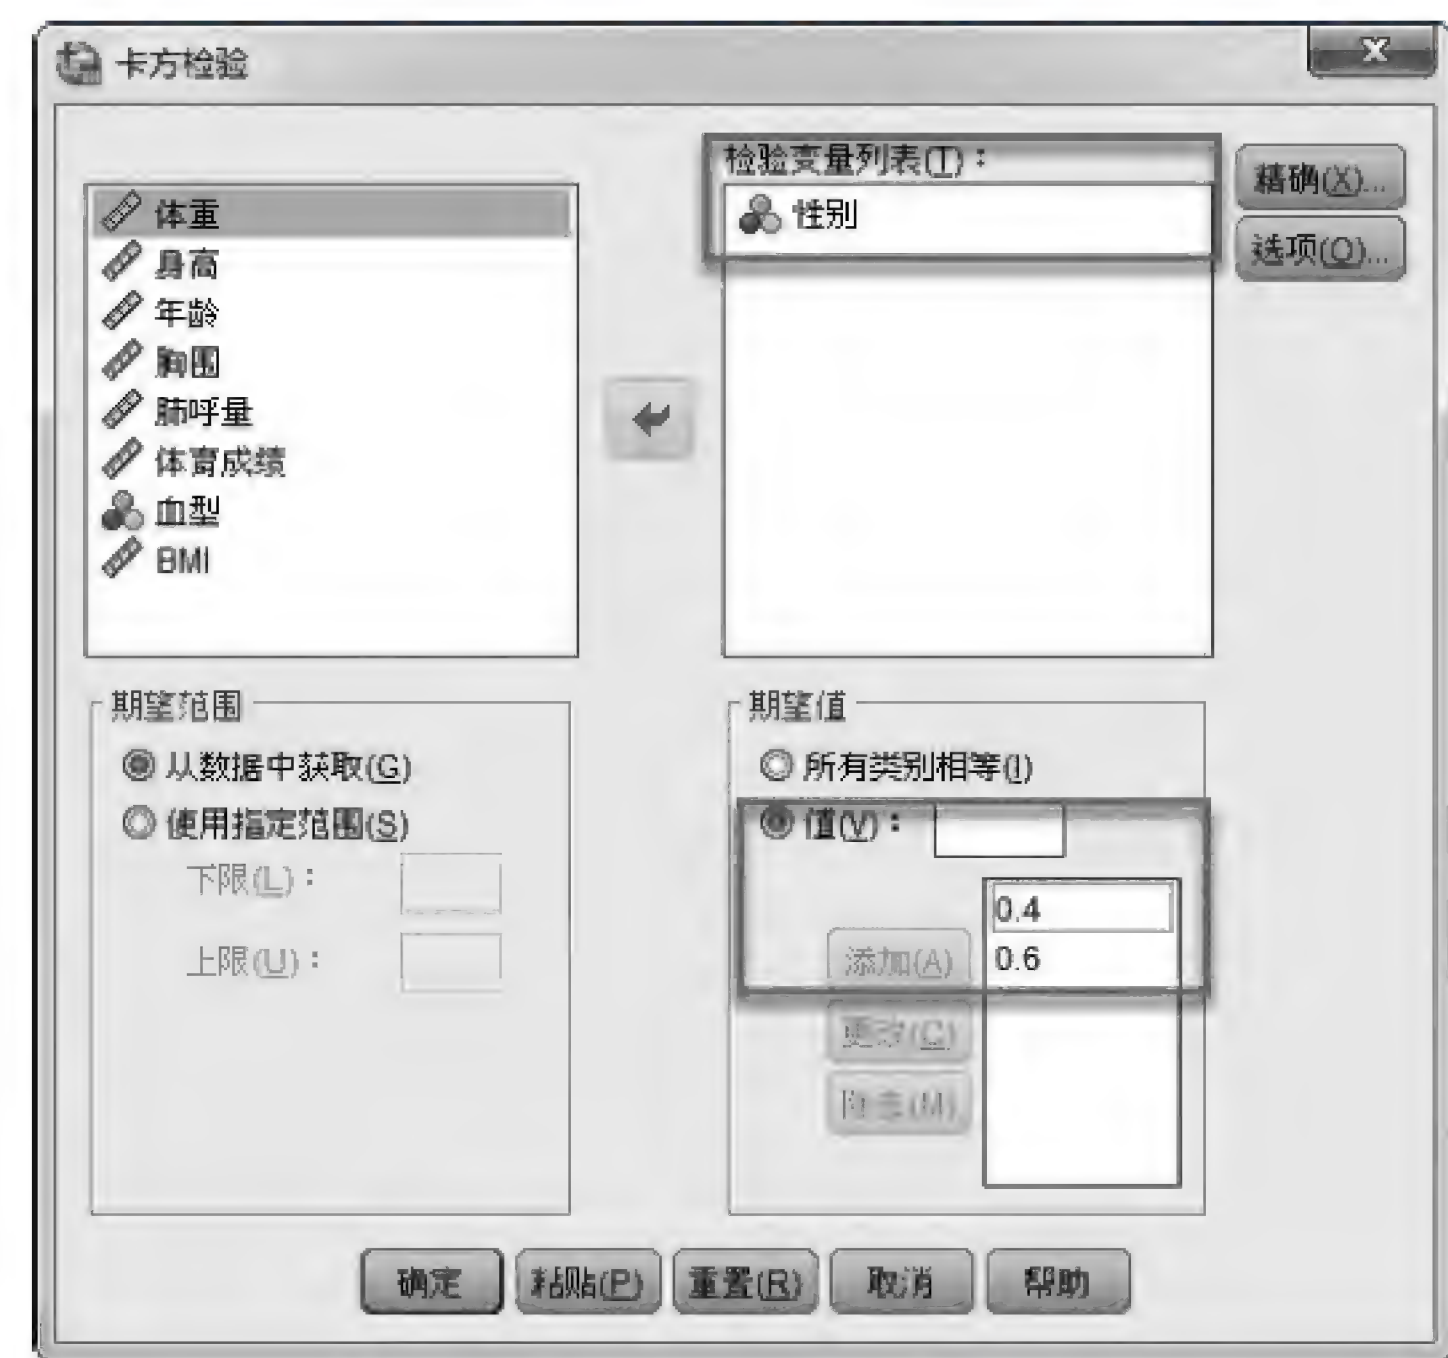 卡方检验
检验变量列表(T)：
精确(X)...
选项(O)...
体重
身高
年龄
胸围
肺呼量
体育成绩
血型
BMI
性别
期望范围
从数据中获取(G)
使用指定范围(S)
下限(L)：
上限(U)：
期望值
所有类别相等(I)
值(V)：
0.4
0.6
添加(A)
更改(C)
除去(M)
确定
粘贴(P)
重置(R)
取消
帮助